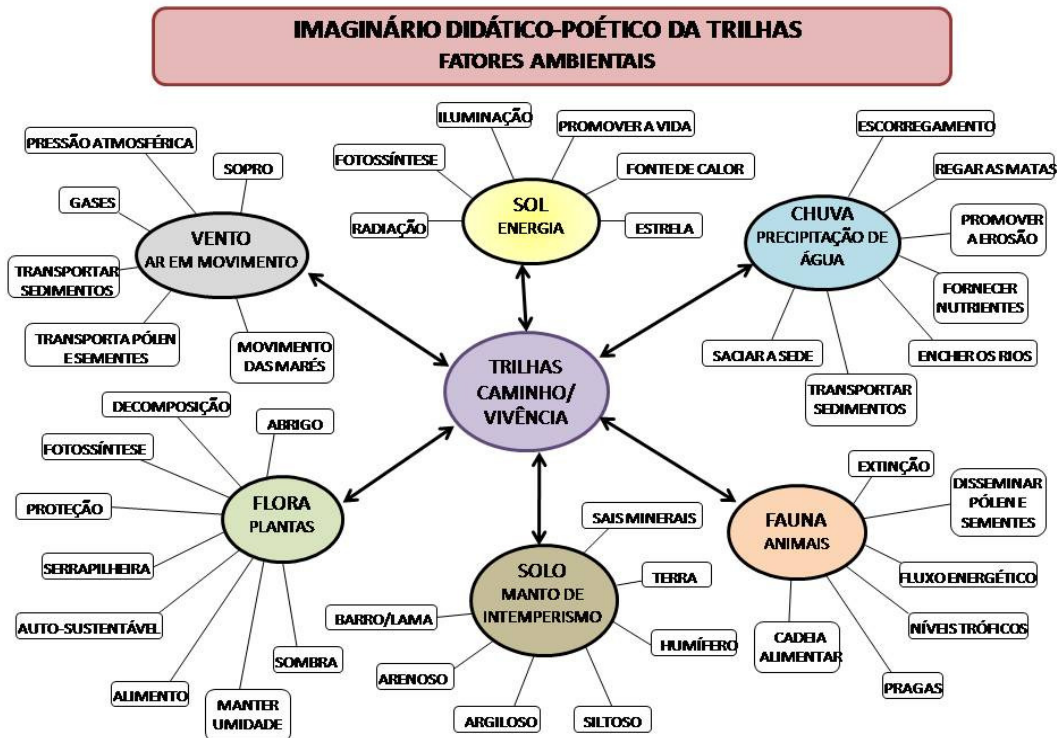 IMAGINÁRIO DIDÁTICO-POÉTICO DA TRILHAS
FATORES AMBIENTAIS
PRESSÃO ATMOSFÉRICA
SOPRO
GASES
VENTO
AR EM MOVIMENTO
TRANSPORTAR
SEDIMENTOS
TRANSPORTA PÓLEN
E SEMENTES
MOVIMENTO
DAS MARÉS
ILUMINAÇÃO
PROMOVER A VIDA
FOTOSSÍNTESE
FONTE DE CALOR
SOL
ENERGIA
RADIAÇÃO
ESTRELA
ESCORREGAMENTO
REGAR AS MATAS
CHUVA
PRECIPITAÇÃO DE
ÁGUA
PROMOVER
A EROSÃO
FORNECER
NUTRIENTES
SACIAR A SEDE
ENCHER OS RIOS
TRANSPORTAR
SEDIMENTOS
TRILHAS
CAMINHO/
VIVÊNCIA
DECOMPOSIÇÃO
ABRIGO
FOTOSSÍNTESE
PROTEÇÃO
FLORA
PLANTAS
SERRAPILHEIRA
AUTO-SUSTENTÁVEL
SOMBRA
ALIMENTO
MANTER
UMIDADE
SAIS MINERAIS
SOLO
MANTO DE
INTEMPERISMO
TERRA
BARRO/LAMA
HUMÍFERO
ARENOSO
ARGILOSO
SILTOSO
EXTINÇÃO
DISSEMINAR
PÓLEN E
SEMENTES
FAUNA
ANIMAIS
FLUXO ENERGÉTICO
NÍVEIS TRÓFICOS
CADEIA
ALIMENTAR
PRAGAS